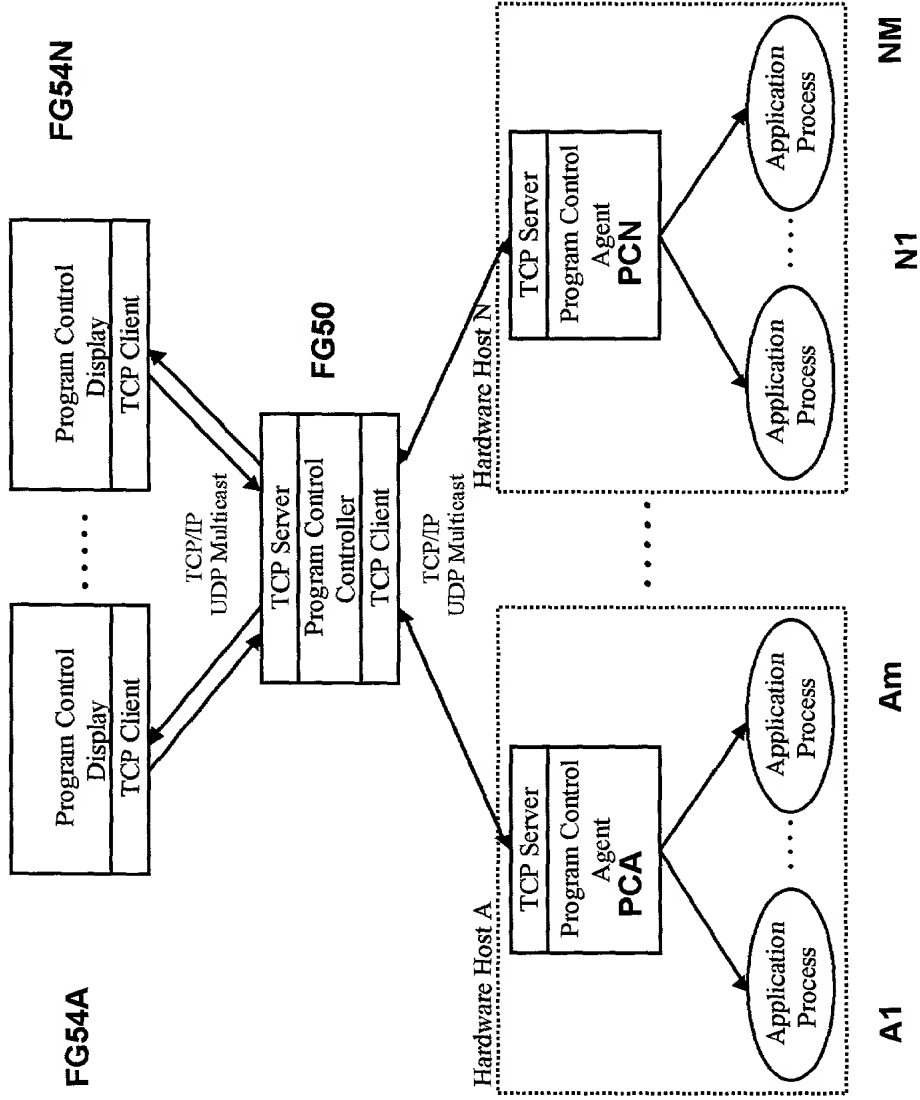 FG54A
FG54N
Program Control
Display
TCP Client
.....
Program Control
Display
TCP Client
TCP/IP
UDP Multicast
FG50
TCP Server
Program Control
Controller
TCP Client
TCP/IP
UDP Multicast
Hardware Host A
TCP Server
Program Control
Agent
PCA
Application
Process
.....
Application
Process
A1
Am
.....
Hardware Host N
TCP Server
Program Control
Agent
PCN
Application
Process
.....
Application
Process
N1
NM